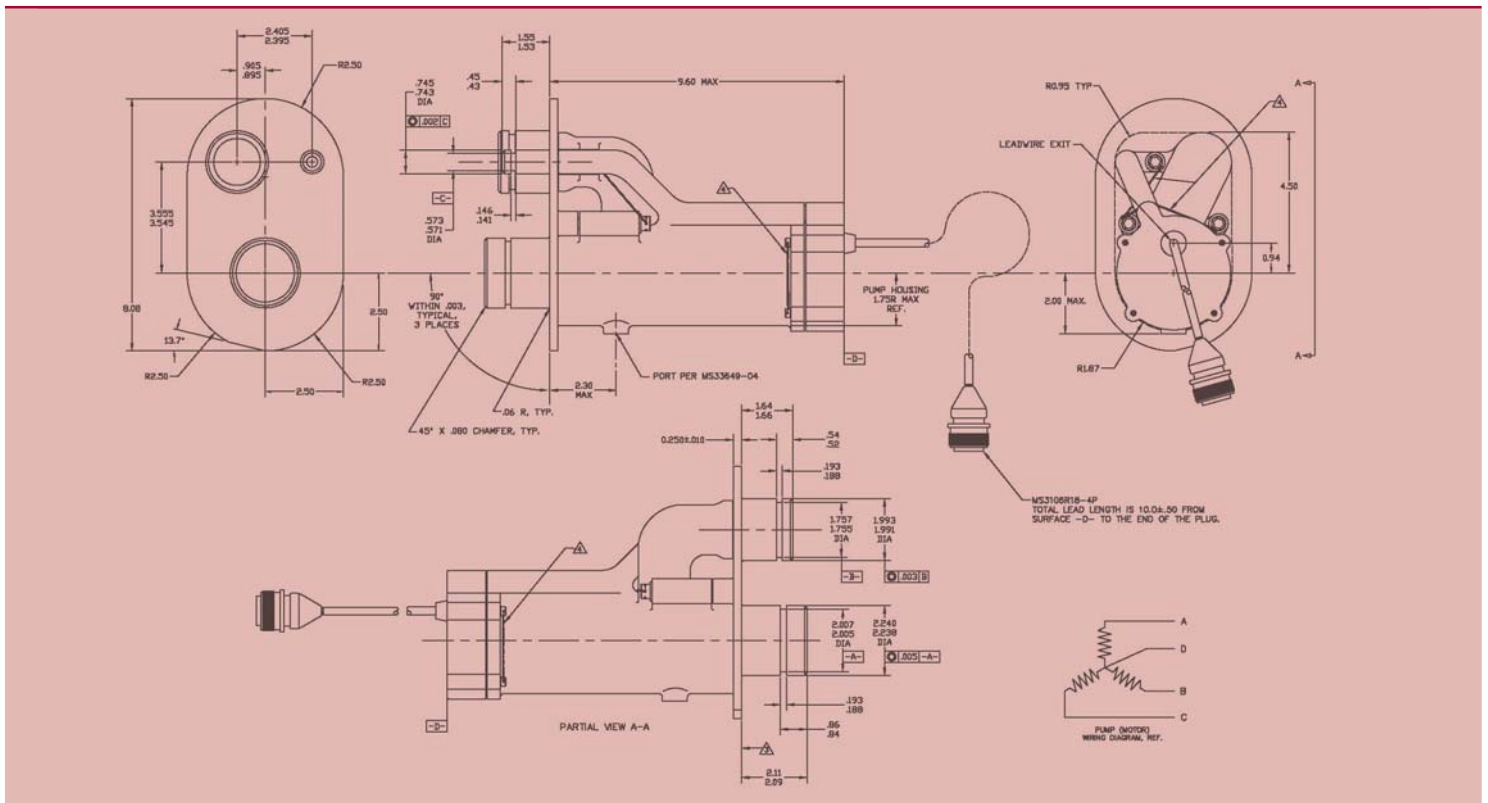 2.405
2.395
.905
.895
R2.50
8.08
3.555
3.545
2.50
13.7°
R2.50
R2.50
2.50
1.55
1.53
.45
.43
9.60 MAX
.745
.743
DIA
.002 C
-C-
.573
.571
DIA
.146
.141
4
90°
WITHIN .003,
TYPICAL,
3 PLACES
PUMP HOUSING
1.75R MAX
REF.
-D-
PORT PER MS33649-04
2.30
MAX
.06 R, TYP.
45° X .080 CHAMFER, TYP.
R0.95 TYP
4
A
LEADWIRE EXIT
4.50
0.94
2.00 MAX.
R1.87
A
MS3106R18-4P
TOTAL LEAD LENGTH IS 10.0±.50 FROM
SURFACE -D- TO THE END OF THE PLUG.
1.64
1.66
0.250±.010
.54
.52
.193
.188
1.757
1.755
DIA
1.993
1.991
DIA
-B-
.003 B
4
2.007
2.005
DIA
2.240
2.238
DIA
-A-
.005 -A-
.193
.188
.86
.84
-D-
PARTIAL VIEW A-A
2.11
2.09
A
D
B
C
PUMP (MOTOR)
WIRING DIAGRAM, REF.